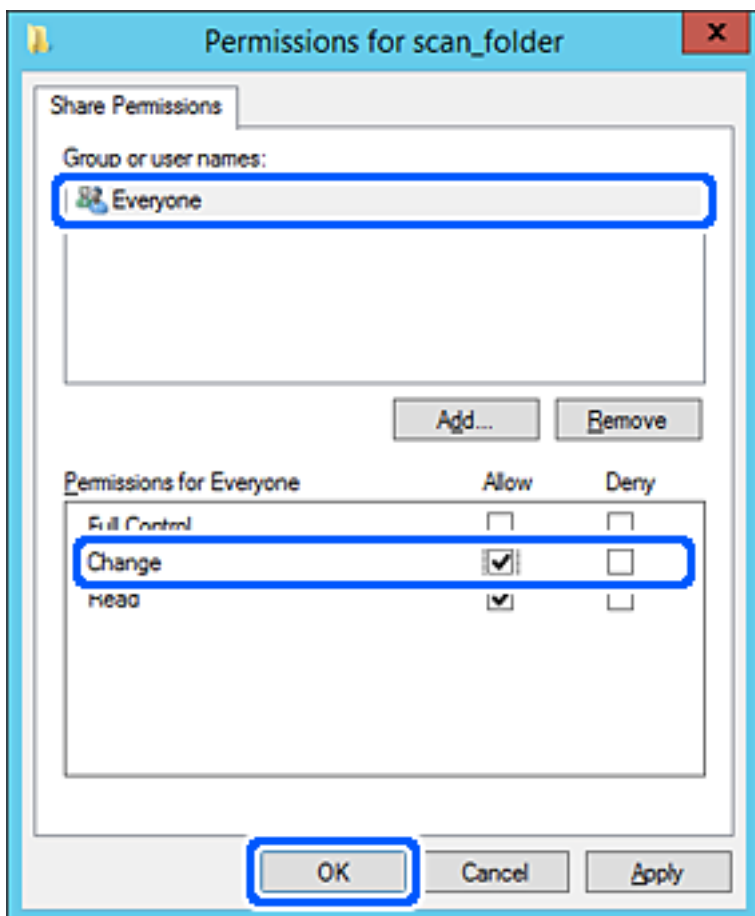 Permissions for scan_folder
x
Share Permissions
Group or user names:
Everyone
Add... Remove
Permissions for Everyone Allow Deny
Full Control
Change
Read
OK Cancel Apply